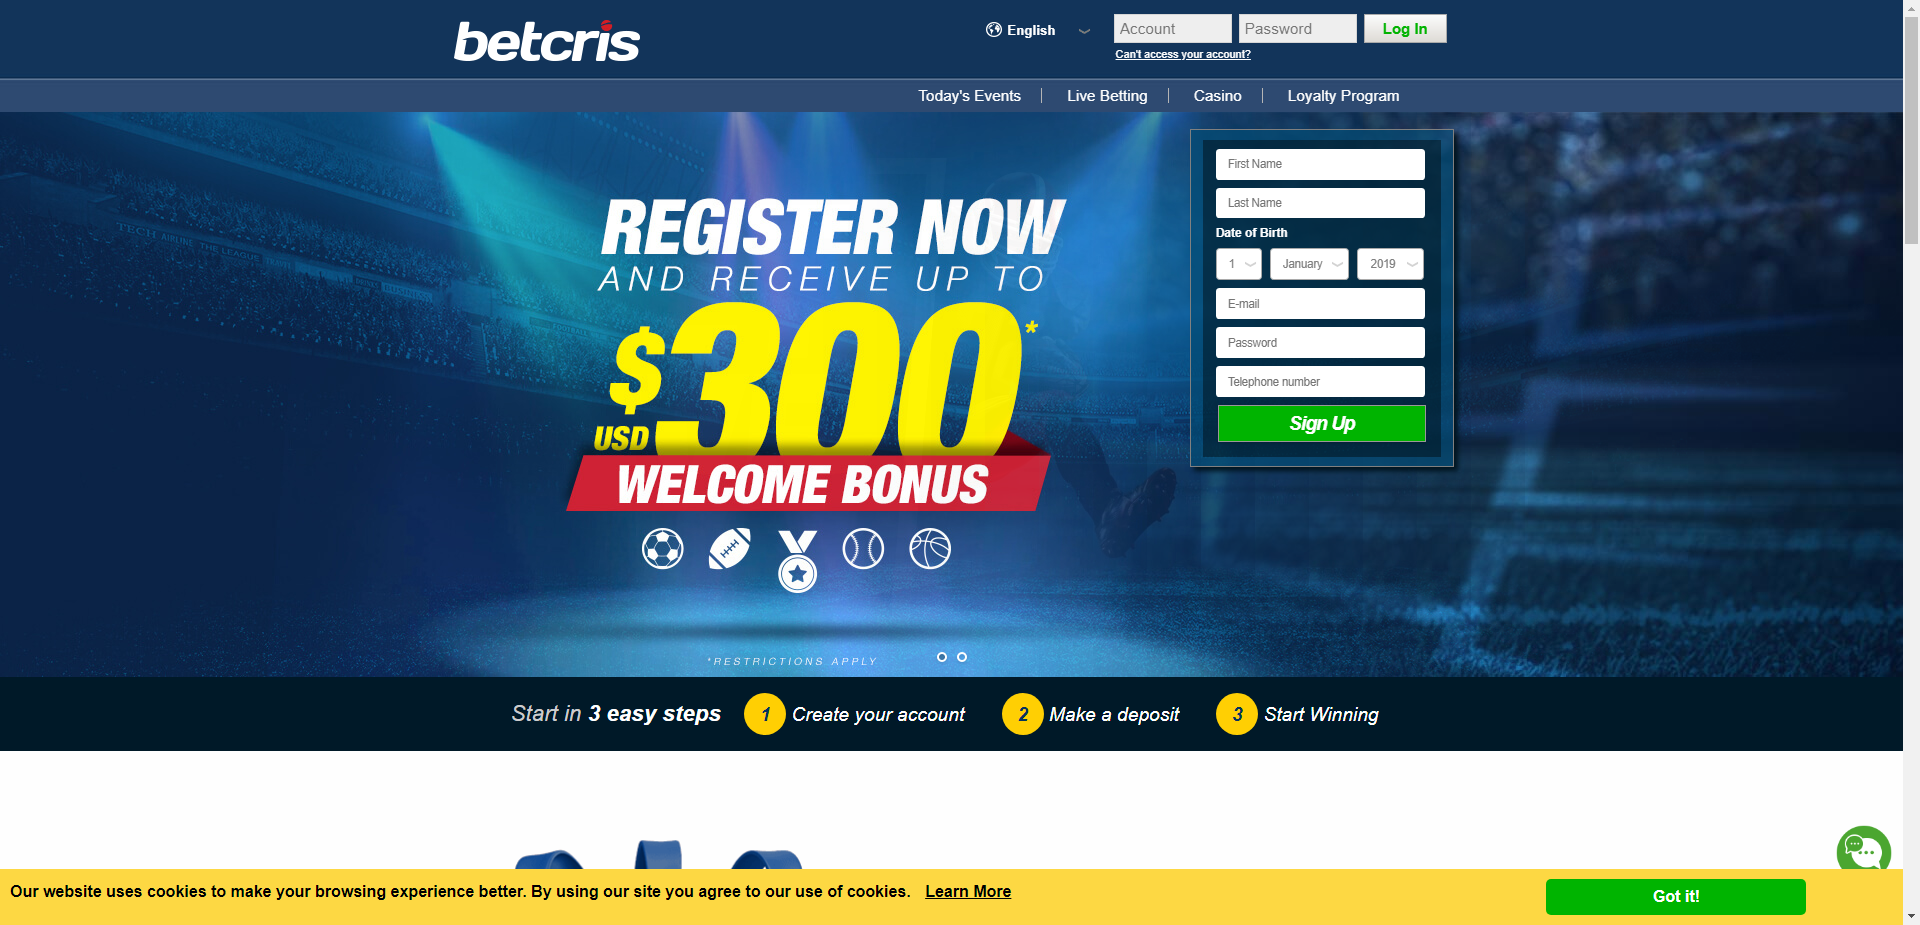 betcris
English
Account
Password
Log In
Can't access your account?
Today's Events
Live Betting
Casino
Loyalty Program
REGISTER NOW
AND RECEIVE UP TO
$300*
USD
WELCOME BONUS
*RESTRICTIONS APPLY
First Name
Last Name
Date of Birth
1 January 2019
E-mail
Password
Telephone number
Sign Up
Start in 3 easy steps 1 Create your account 2 Make a deposit 3 Start Winning
Our website uses cookies to make your browsing experience better. By using our site you agree to our use of cookies. Learn More
Got it!